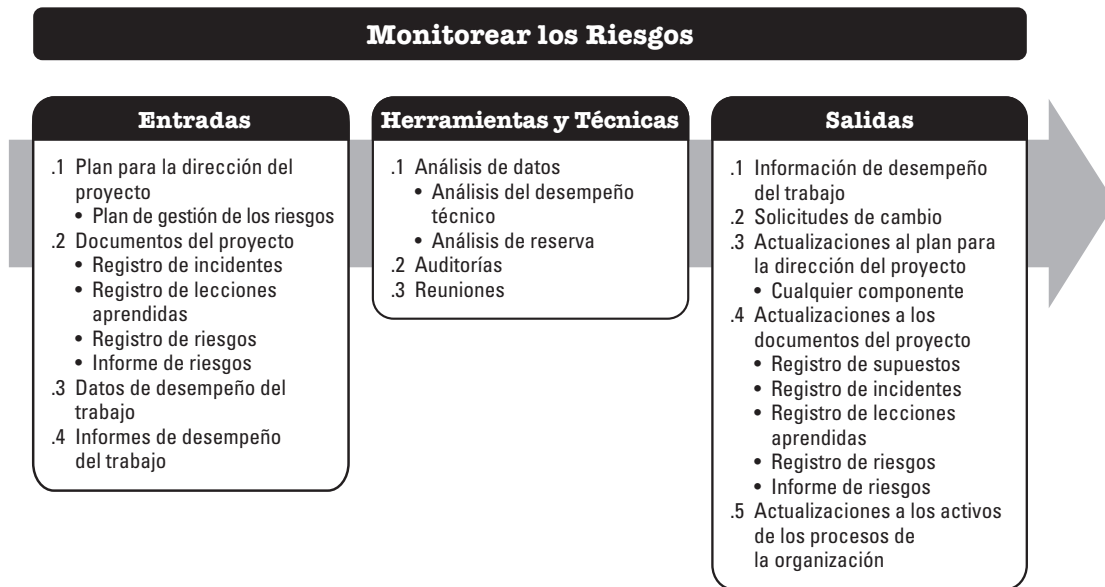 Monitorear los Riesgos
Entradas
.1 Plan para la dirección del
proyecto
• Plan de gestión de los riesgos
.2 Documentos del proyecto
• Registro de incidentes
• Registro de lecciones
aprendidas
• Registro de riesgos
• Informe de riesgos
.3 Datos de desempeño del
trabajo
.4 Informes de desempeño
del trabajo
Herramientas y Técnicas
.1 Análisis de datos
• Análisis del desempeño
técnico
• Análisis de reserva
.2 Auditorías
.3 Reuniones
Salidas
.1 Información de desempeño
del trabajo
.2 Solicitudes de cambio
.3 Actualizaciones al plan para
la dirección del proyecto
• Cualquier componente
.4 Actualizaciones a los
documentos del proyecto
• Registro de supuestos
• Registro de incidentes
• Registro de lecciones
aprendidas
• Registro de riesgos
• Informe de riesgos
.5 Actualizaciones a los activos
de los procesos de
la organización